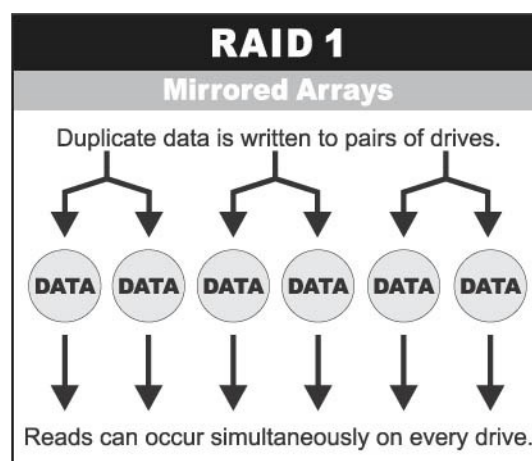 RAID 1
Mirrored Arrays
Duplicate data is written to pairs of drives.
DATA DATA DATA DATA DATA DATA
Reads can occur simultaneously on every drive.